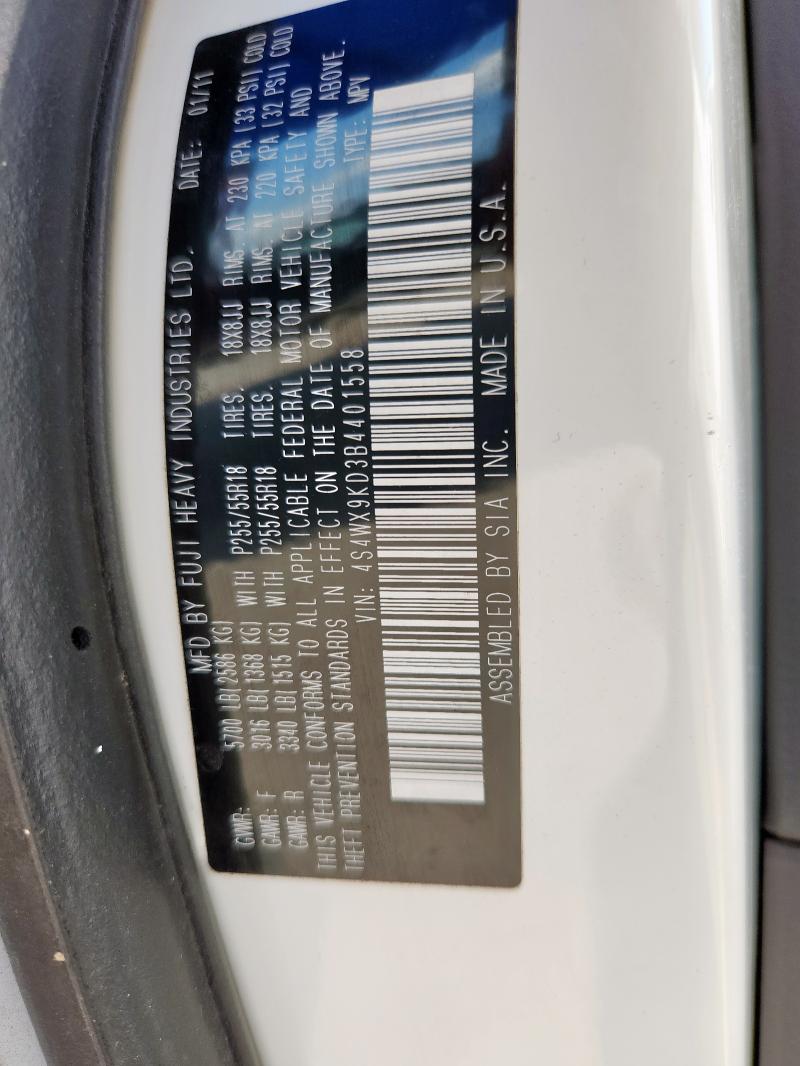 MFD BY FUJI HEAVY INDUSTRIES LTD. DATE: 01/11
GVWR: 5700 LB(2586 KG) WITH P255/55R18 TIRES. 18X8JJ RIMS. AT 230 KPA (33 PSI) COLD
GAWR: F 3016 LB(1368 KG) WITH P255/55R18 TIRES. 18X8JJ RIMS. AT 220 KPA (32 PSI) COLD
GAWR: R 3340 LB(1515 KG)
THIS VEHICLE CONFORMS TO ALL APPLICABLE FEDERAL MOTOR VEHICLE SAFETY AND
THEFT PREVENTION STANDARDS IN EFFECT ON THE DATE OF MANUFACTURE SHOWN ABOVE.
VIN: 4S4WX9KD3B4401558 TYPE: MPV
ASSEMBLED BY SIA INC. MADE IN U.S.A.